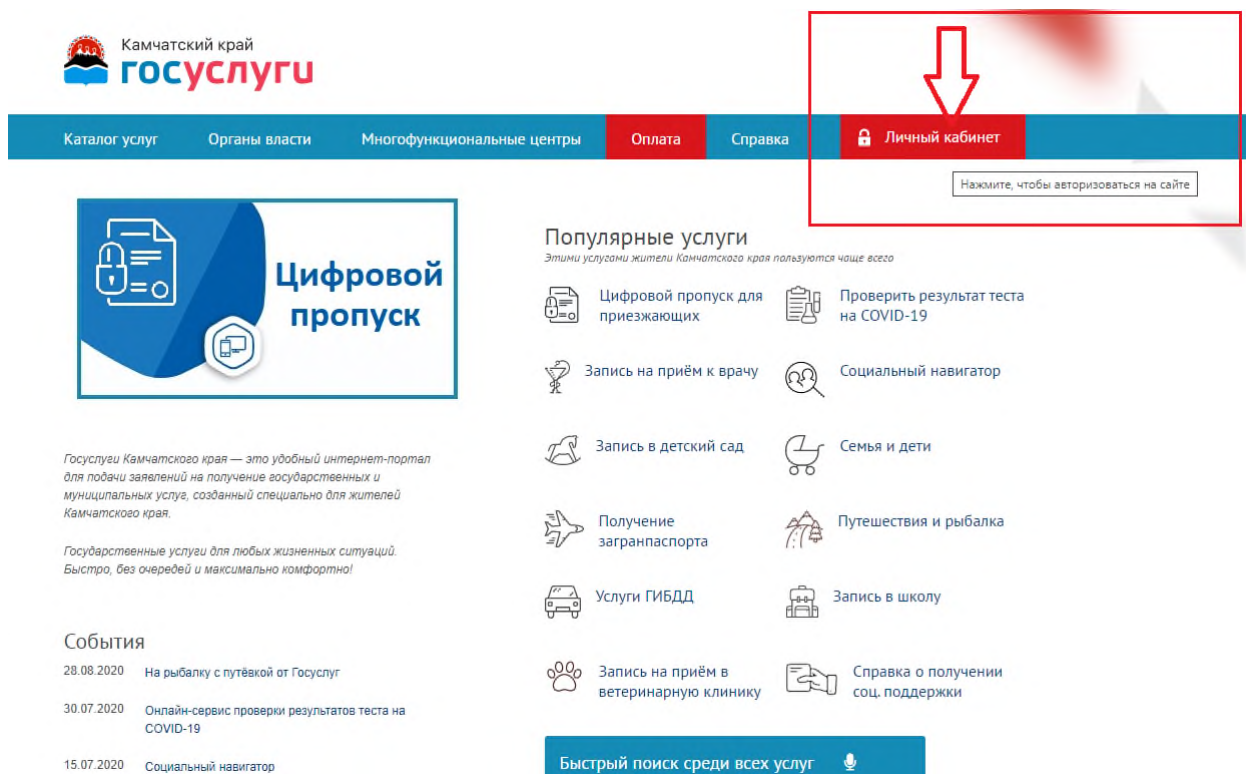 Камчатский край
госуслуги
Каталог услуг
Органы власти
Многофункциональные центры
Оплата
Справка
Личный кабинет
Нажмите, чтобы авторизоваться на сайте
Цифровой
пропуск
Госуслуги Камчатского края — это удобный интернет-портал
для подачи заявлений на получение государственных и
муниципальных услуг, созданный специально для жителей
Камчатского края.
Государственные услуги для любых жизненных ситуаций.
Быстро, без очередей и максимально комфортно!
События
28.08.2020 На рыбалку с путёвкой от Госуслуг
30.07.2020 Онлайн-сервис проверки результатов теста на
COVID-19
15.07.2020 Социальный навигатор
Популярные услуги
Этими услугами жители Камчатского края пользуются чаще всего
Цифровой пропуск для
приезжающих
Проверить результат теста
на COVID-19
Запись на приём к врачу
Социальный навигатор
Запись в детский сад
Семья и дети
Получение
загранпаспорта
Путешествия и рыбалка
Услуги ГИБДД
Запись в школу
Запись на приём в
ветеринарную клинику
Справка о получении
соц. поддержки
Быстрый поиск среди всех услуг